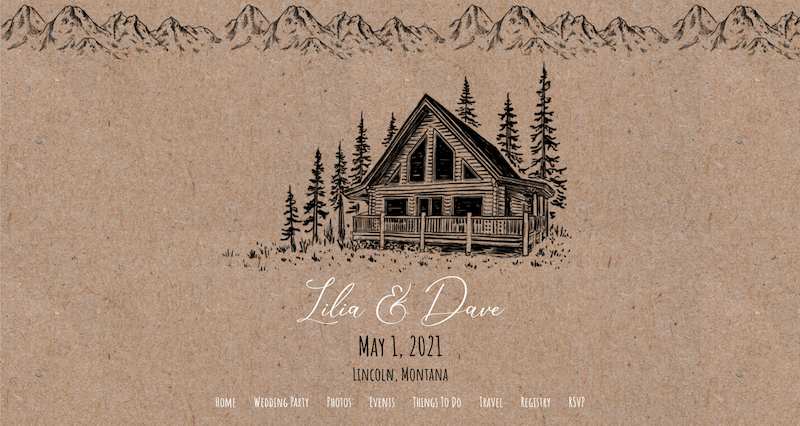 Lilia & Dave
May 1, 2021
Lincoln, Montana
Home Wedding Party Photos Events Things To Do Travel Registry RSVP